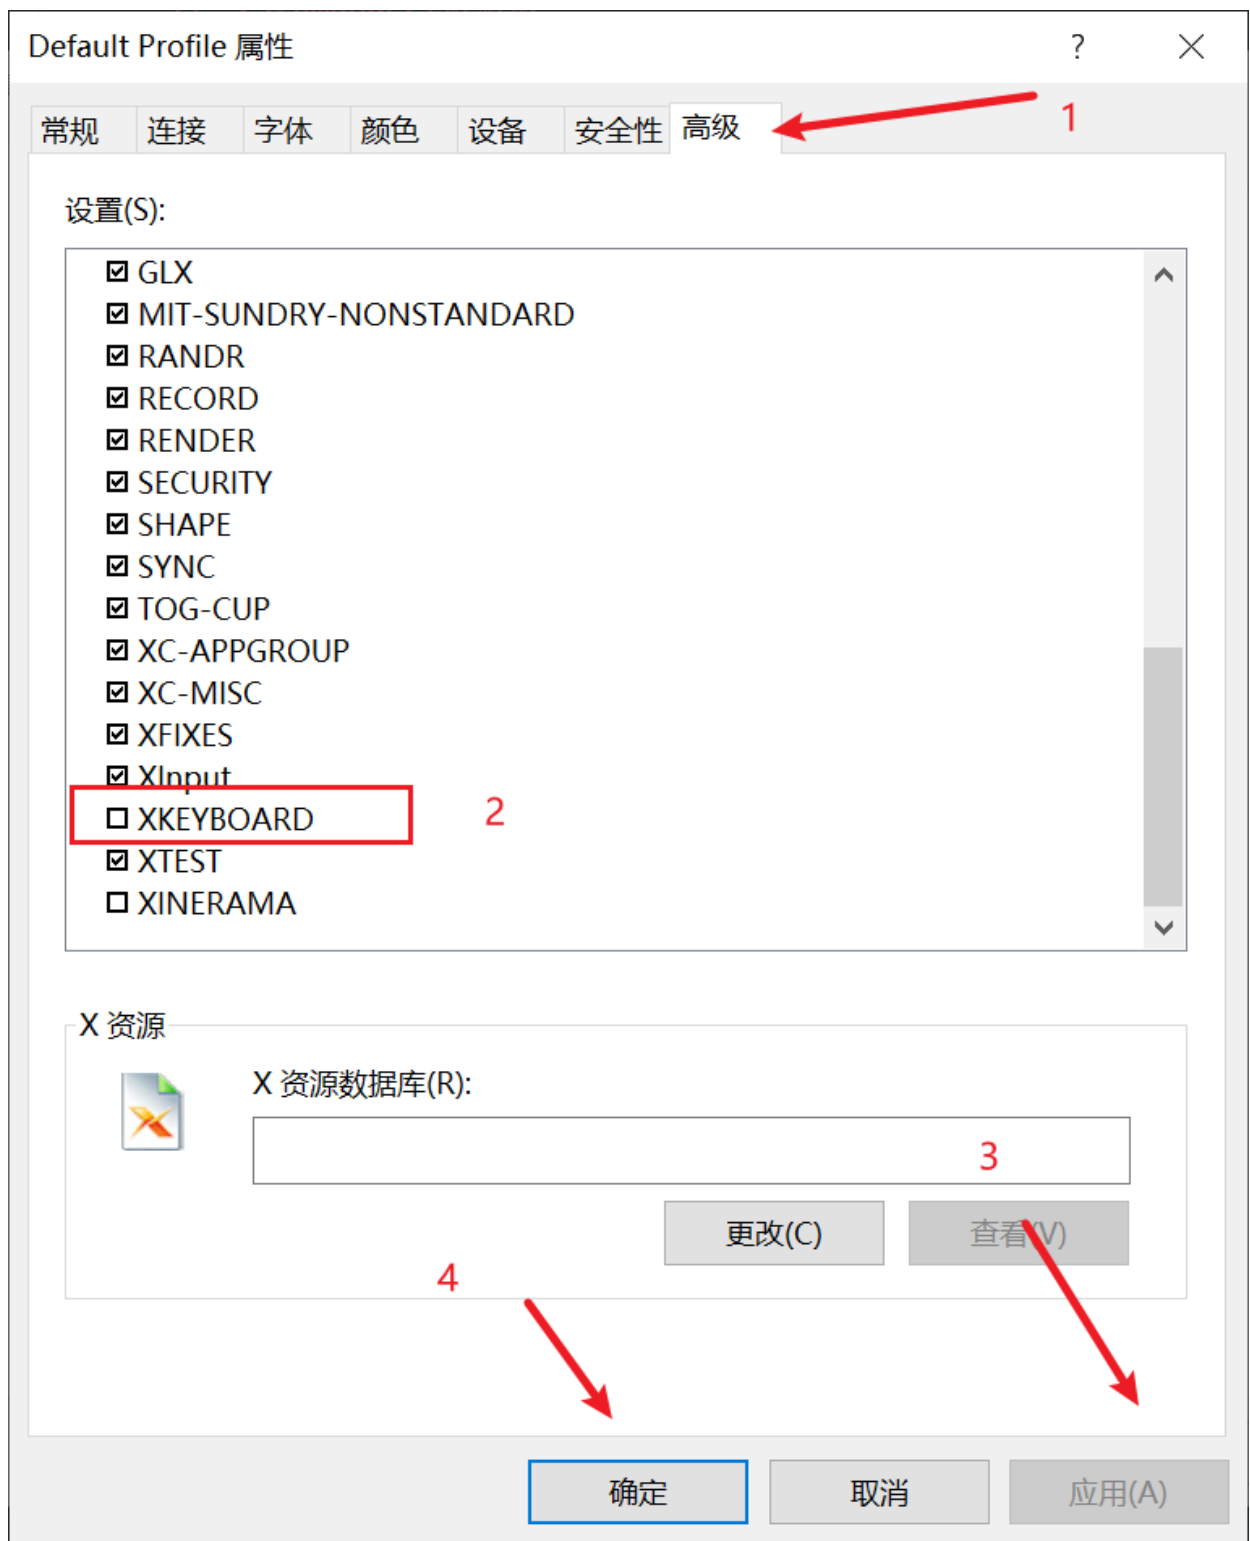 Default Profile 属性
?
常规 连接 字体 颜色 设备 安全性 高级
1
设置(S):
GLX
MIT-SUNDRY-NONSTANDARD
RANDR
RECORD
RENDER
SECURITY
SHAPE
SYNC
TOG-CUP
XC-APPGROUP
XC-MISC
XFIXES
XInput
XKEYBOARD
2
XTEST
XINERAMA
X 资源
X 资源数据库(R):
3
更改(C) 查看(V)
4
确定 取消 应用(A)